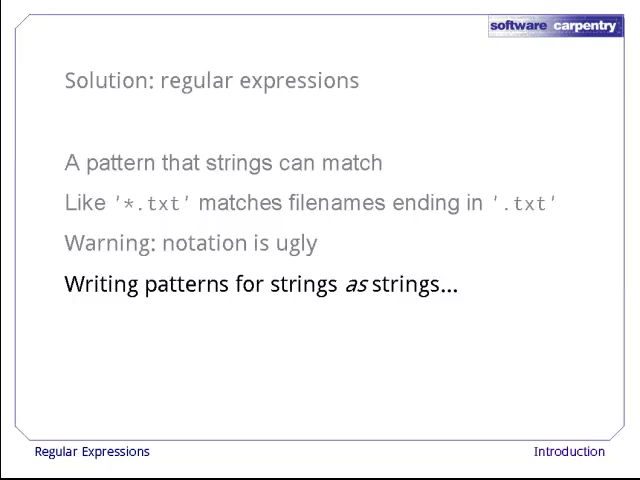 software carpentry
Solution: regular expressions
A pattern that strings can match
Like '*.txt' matches filenames ending in '.txt'
Warning: notation is ugly
Writing patterns for strings as strings...
Regular Expressions
Introduction